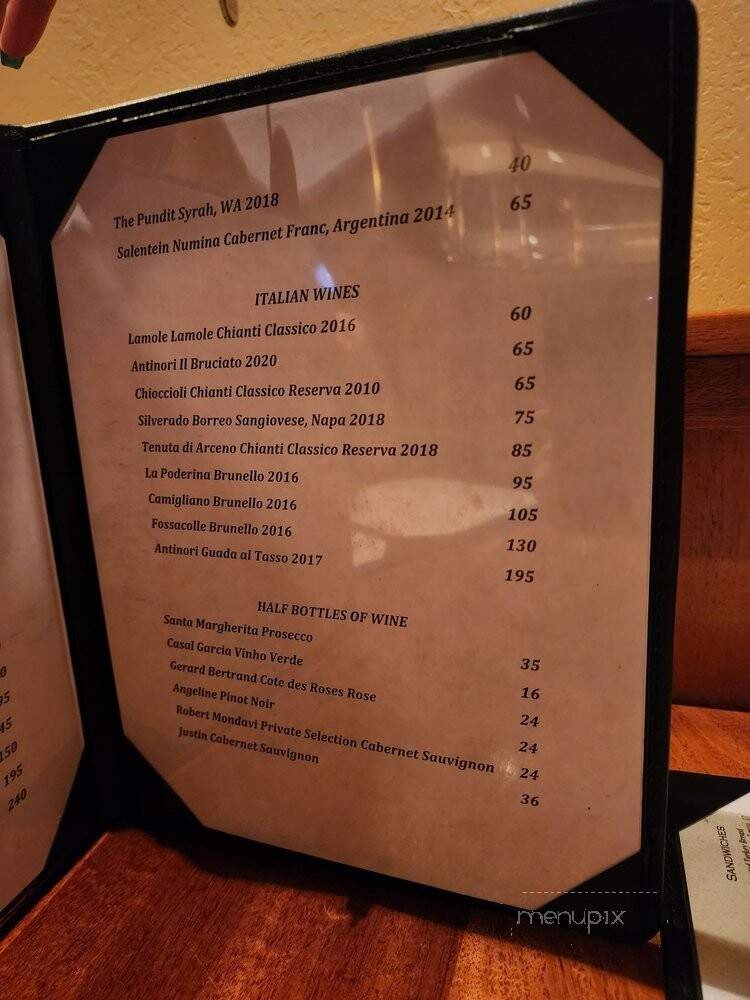 The Pundit Syrah, WA 2018 40
Salentein Numina Cabernet Franc, Argentina 2014 65
ITALIAN WINES
Lamole Lamole Chianti Classico 2016 60
Antinori Il Bruciato 2020 65
Chioccioli Chianti Classico Reserva 2010 65
Silverado Borreo Sangiovese, Napa 2018 75
Tenuta di Arceno Chianti Classico Reserva 2018 85
La Poderina Brunello 2016 95
Camigliano Brunello 2016 105
Fossacolle Brunello 2016 130
Antinori Guada al Tasso 2017 195
HALF BOTTLES OF WINE
Santa Margherita Prosecco 35
Casal Garcia Vinho Verde 16
Gerard Bertrand Cote des Roses Rose 24
Angeline Pinot Noir 24
Robert Mondavi Private Selection Cabernet Sauvignon 24
Justin Cabernet Sauvignon 36
150
195
240
SANDWICHES
menupix